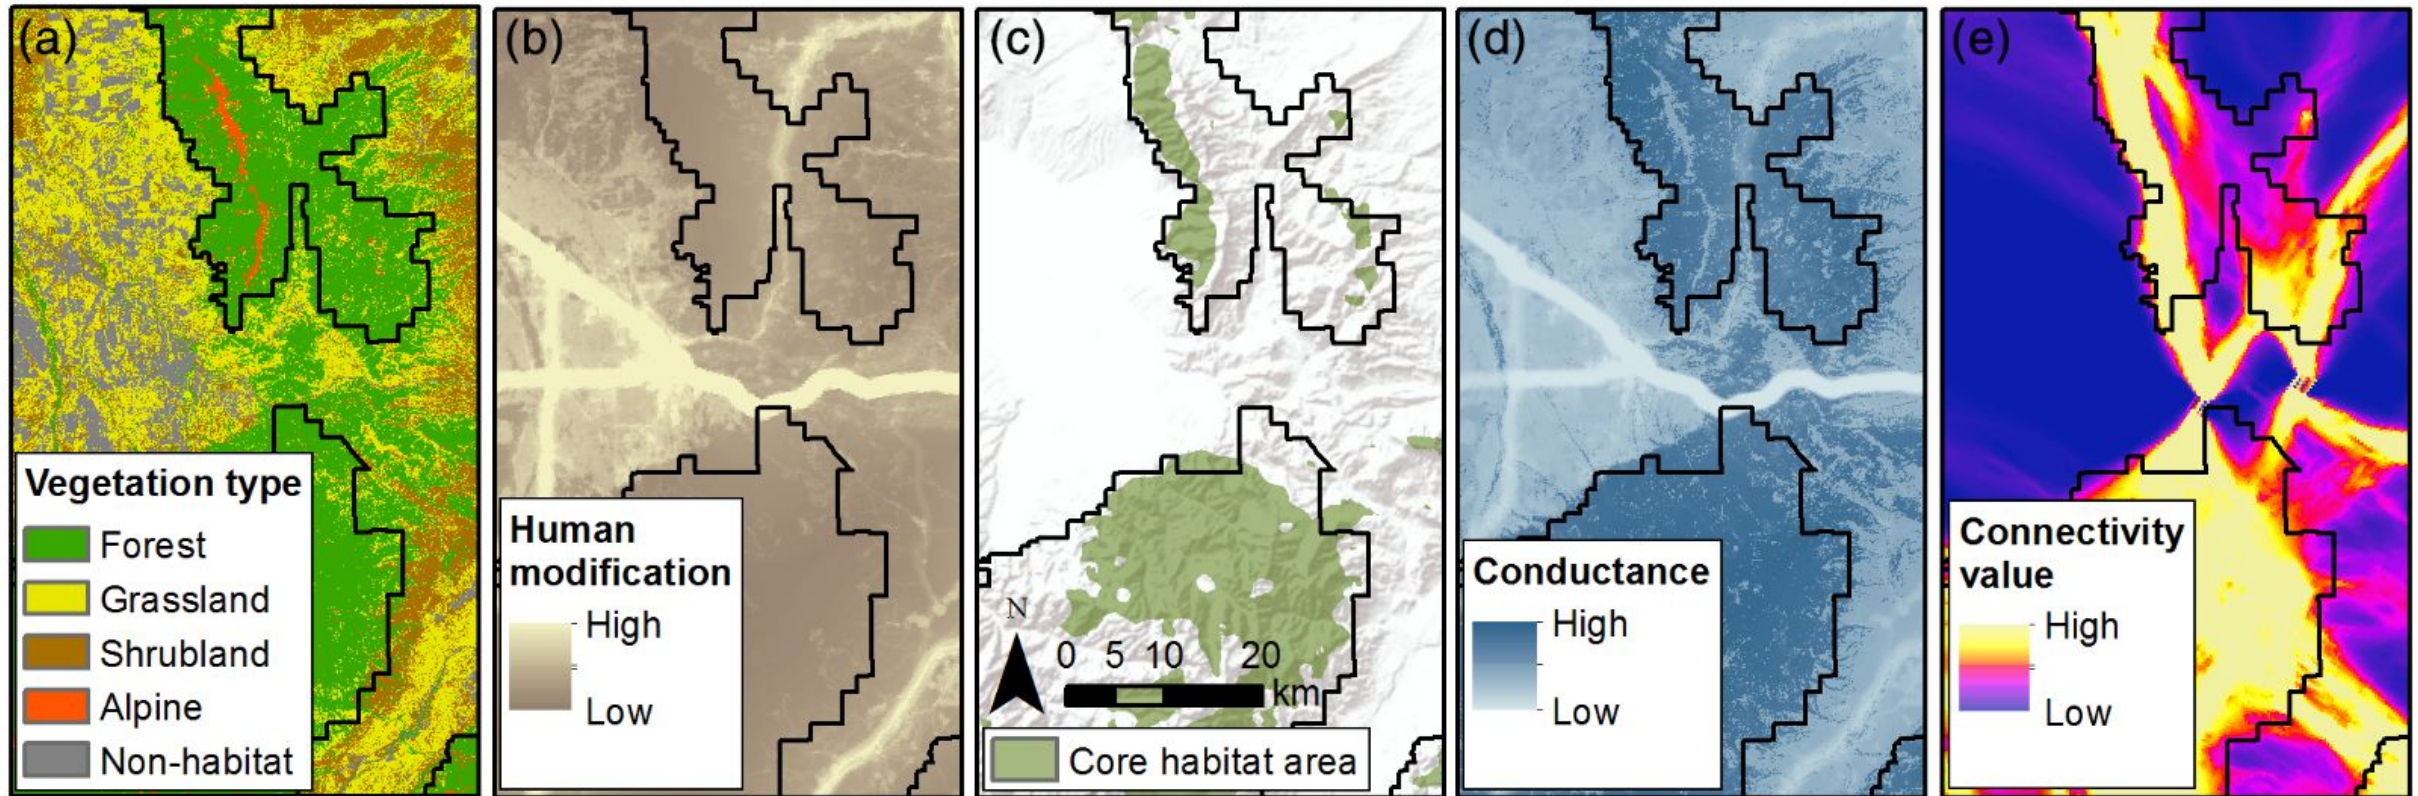 (a)
Vegetation type
Forest
Grassland
Shrubland
Alpine
Non-habitat
(b)
Human
modification
High
Low
(c)
N
0 5 10 20
km
Core habitat area
(d)
Conductance
High
Low
(e)
Connectivity
value
High
Low